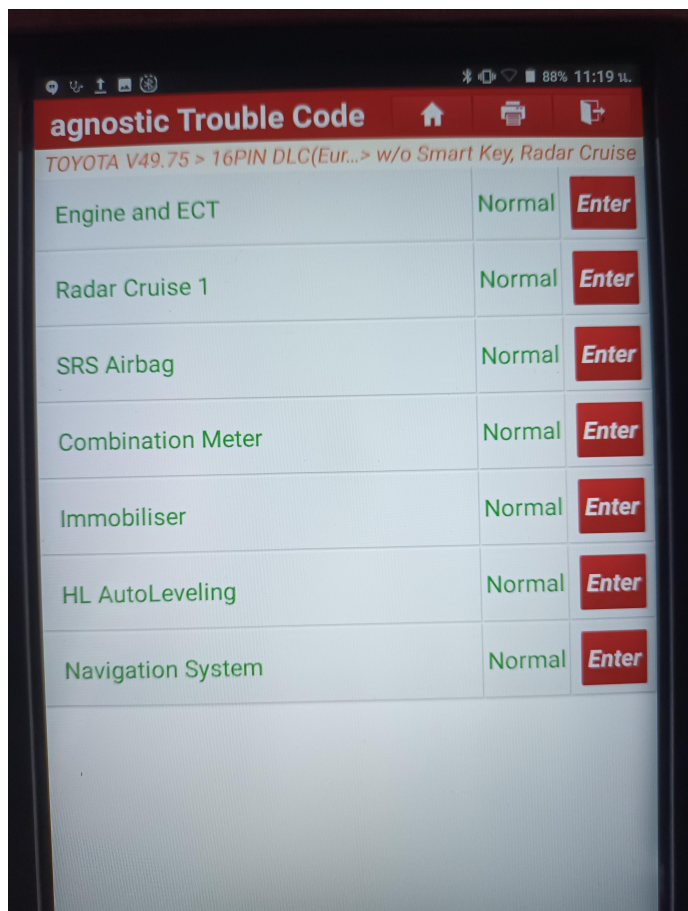 88% 11:19 น.
agnostic Trouble Code
TOYOTA V49.75 > 16PIN DLC(Eur...> w/o Smart Key, Radar Cruise
Engine and ECT Normal Enter
Radar Cruise 1 Normal Enter
SRS Airbag Normal Enter
Combination Meter Normal Enter
Immobiliser Normal Enter
HL AutoLeveling Normal Enter
Navigation System Normal Enter